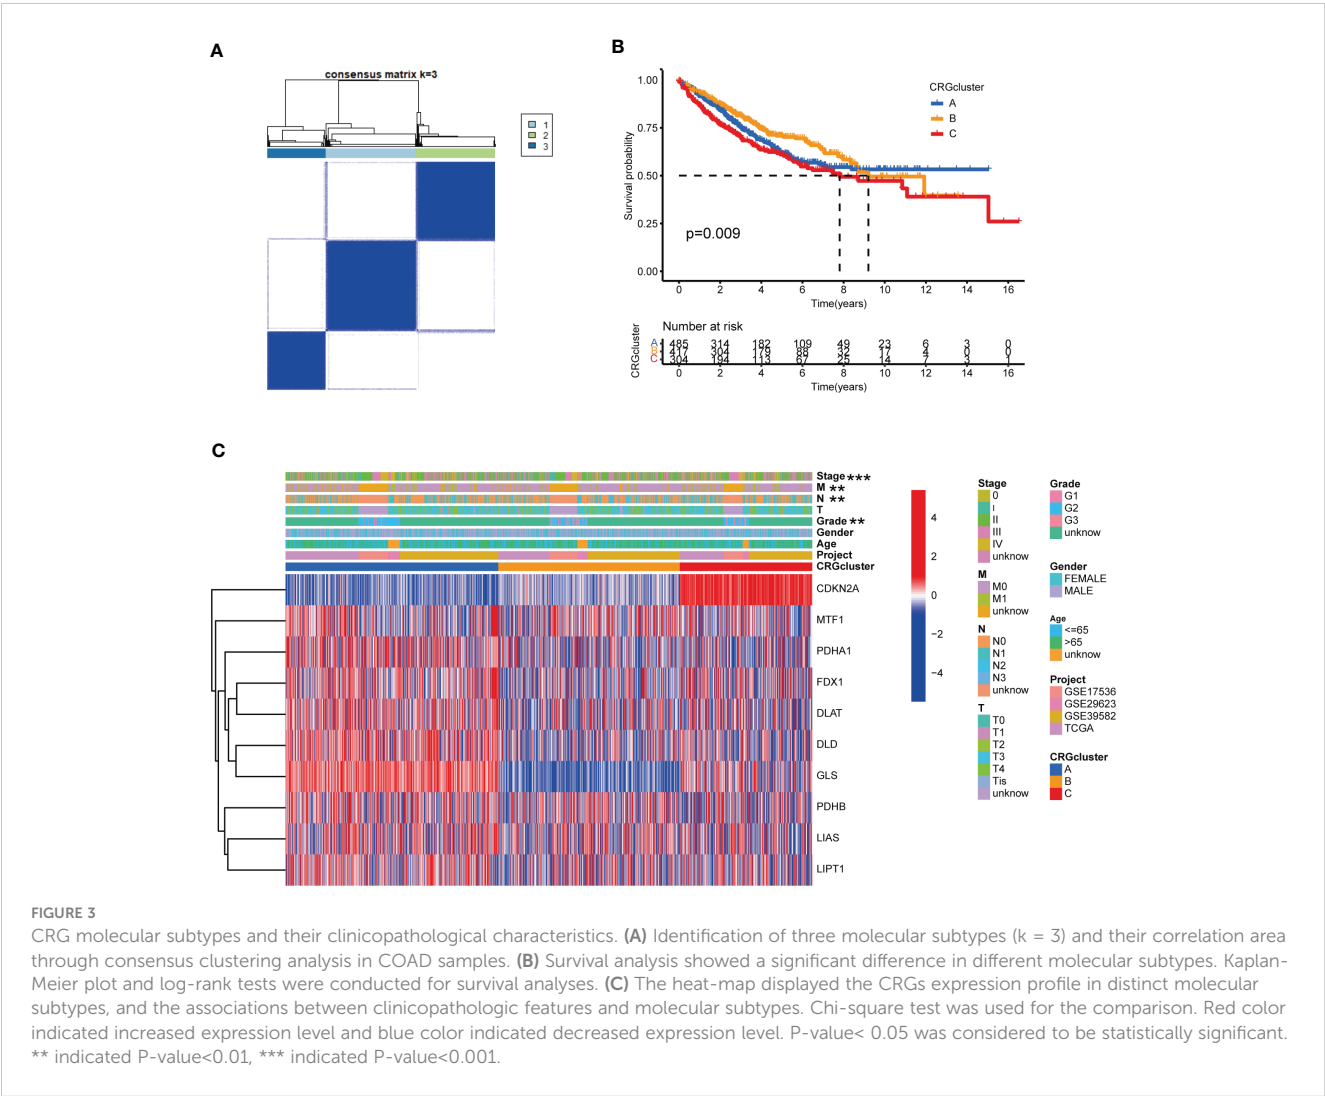 A
consensus matrix k=3
1
2
3
B
CRGcluster
A
B
C
Survival probability
1.00
0.75
0.50
0.25
0.00
p=0.009
0 2 4 6 8 10 12 14 16
Time(years)
Number at risk
CRGcluster
A 485 314 182 109 49 23 6 3 0
B 417 304 179 88 32 17 4 0 0
C 304 194 113 67 25 14 7 3 1
0 2 4 6 8 10 12 14 16
Time(years)
C
Stage ***
M **
N **
T
Grade **
Gender
Age
Project
CRGcluster
CDKN2A
MTF1
PDHA1
FDX1
DLAT
DLD
GLS
PDHB
LIAS
LIPT1
4
2
0
−2
−4
Stage
0
I
II
III
IV
unknow
M
M0
M1
unknow
N
N0
N1
N2
N3
unknow
T
T0
T1
T2
T3
T4
Tis
unknow
Grade
G1
G2
G3
unknow
Gender
FEMALE
MALE
Age
<=65
>65
unknow
Project
GSE17536
GSE29623
GSE39582
TCGA
CRGcluster
A
B
C
FIGURE 3
CRG molecular subtypes and their clinicopathological characteristics. (A) Identification of three molecular subtypes (k = 3) and their correlation area
through consensus clustering analysis in COAD samples. (B) Survival analysis showed a significant difference in different molecular subtypes. Kaplan-
Meier plot and log-rank tests were conducted for survival analyses. (C) The heat-map displayed the CRGs expression profile in distinct molecular
subtypes, and the associations between clinicopathologic features and molecular subtypes. Chi-square test was used for the comparison. Red color
indicated increased expression level and blue color indicated decreased expression level. P-value< 0.05 was considered to be statistically significant.
** indicated P-value<0.01, *** indicated P-value<0.001.